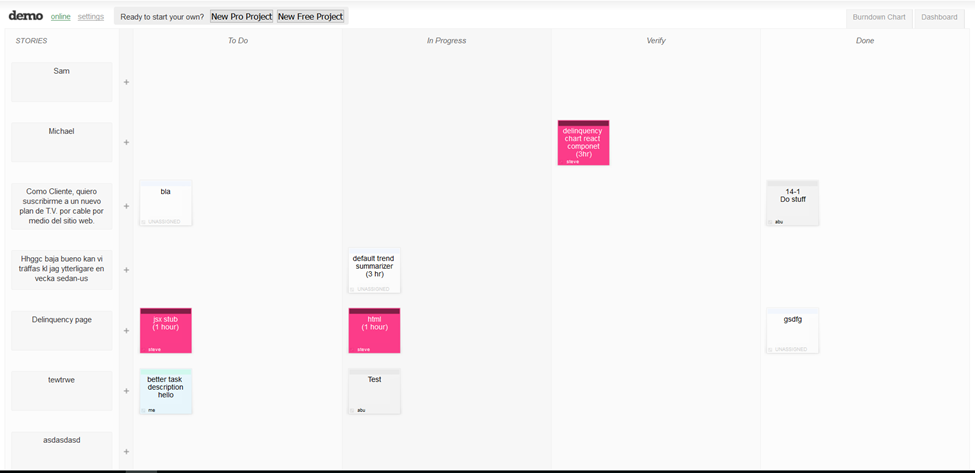 demo online settings Ready to start your own? New Pro Project New Free Project Burndown Chart Dashboard
STORIES To Do In Progress Verify Done
Sam
+
Michael
+
delinquency
chart react
componet
(3hr)
steve
Como Cliente, quiero
suscribirme a un nuevo
plan de T.V. por cable por
medio del sitio web.
+
bla
UNASSIGNED
14-1
Do stuff
abu
Hhggc baja bueno kan vi
träffas kl jag ytterligare en
vecka sedan-us
+
default trend
summarizer
(3 hr)
UNASSIGNED
Delinquency page
+
jsx stub
(1 hour)
steve
html
(1 hour)
steve
gsdfg
UNASSIGNED
tewtrwe
+
better task
description
hello
me
Test
abu
asdasdasd
+